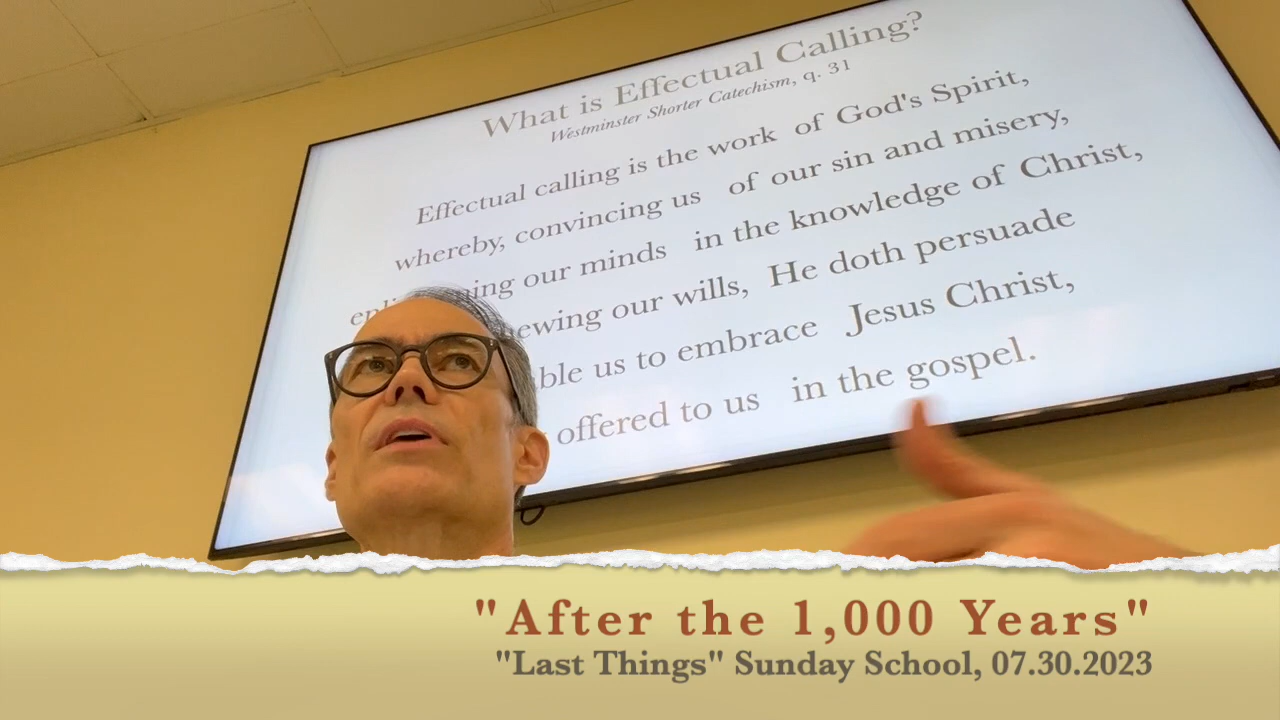 What is Effectual Calling?
Westminster Shorter Catechism, q. 31
Effectual calling is the work of God's Spirit,
whereby, convincing us of our sin and misery,
our minds in the knowledge of Christ,
our wills, He doth persuade
us to embrace Jesus Christ,
offered to us in the gospel.
"After the 1,000 Years"
"Last Things" Sunday School, 07.30.2023